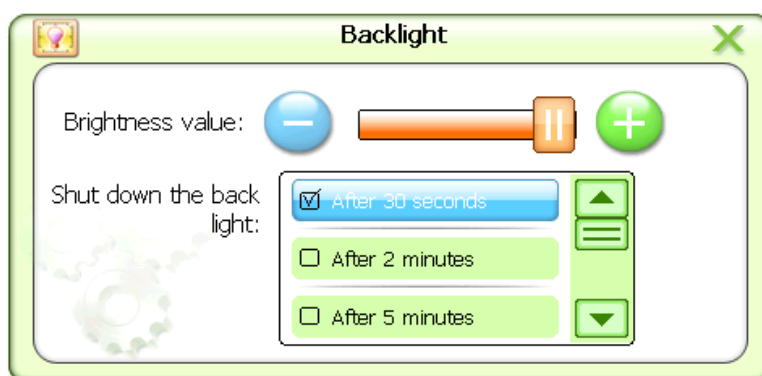 Backlight
Brightness value:
Shut down the back
light:
After 30 seconds
After 2 minutes
After 5 minutes